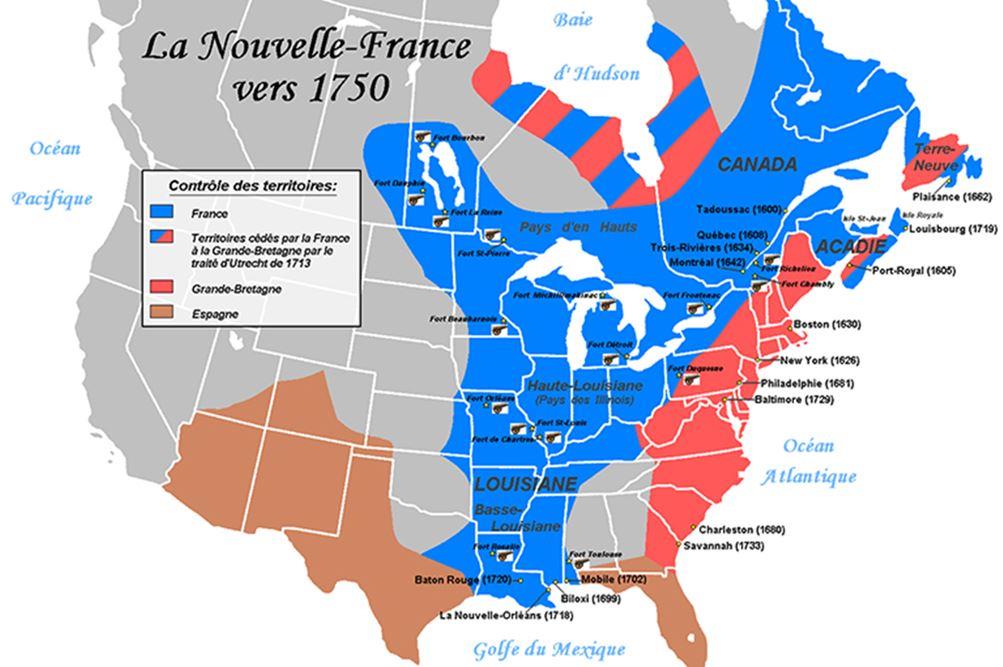 La Nouvelle-France
vers 1750
Baie
d'Hudson
Océan
Pacifique
Contrôle des territoires:
France
Territoires cédés par la France
à la Grande-Bretagne par le
traité d'Utrecht de 1713
Grande-Bretagne
Espagne
Fort Bourbon
Fort Dauphin
Fort La Reine
Fort St-Pierre
Pays d'en Hauts
CANADA
Terre-
Neuve
Plaisance (1662)
Tadoussac (1600)
Isle St-Jean
Isle Royale
Louisbourg (1719)
Québec (1608)
Trois-Rivières (1634)
Montréal (1642)
ACADIE
Fort Richelieu
Port-Royal (1605)
Fort Chambly
Fort Michilimakinac
Fort Frontenac
Fort Beauharnois
Boston (1630)
Fort Détroit
New York (1626)
Fort Duquesne
Philadelphie (1681)
Haute-Louisiane
(Pays des Illinois)
Baltimore (1729)
Fort Orléans
Fort St-Louis
Fort de Chartres
Océan
Atlantique
LOUISIANE
Basse-
Louisiane
Charleston (1680)
Savannah (1733)
Fort Rosalie
Fort Toulouse
Baton Rouge (1720)
Mobile (1702)
Biloxi (1699)
La Nouvelle-Orléans (1718)
Golfe du Mexique